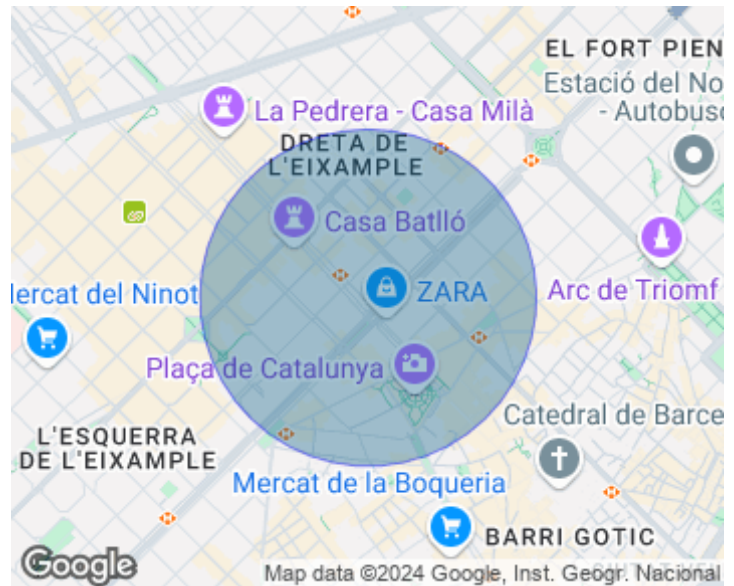 EL FORT PIEN
Estació del No
- Autobusc
La Pedrera - Casa Milà
DRETA DE
L'EIXAMPLE
Casa Batlló
ZARA
Arc de Triomf
lercat del Ninot
Plaça de Catalunya
Catedral de Barce
L'ESQUERRA
DE L'EIXAMPLE
Mercat de la Boqueria
BARRI GOTIC
Google
Map data ©2024 Google, Inst. Geogr. Nacional